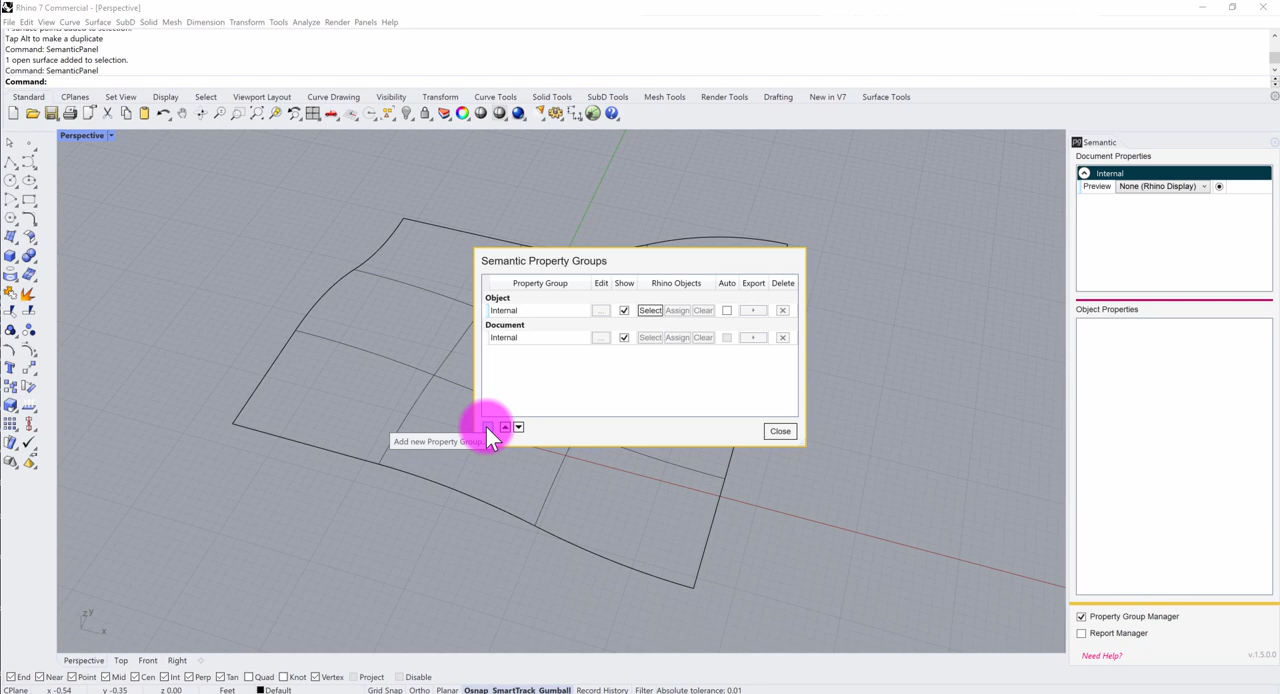 Rhino 7 Commercial - [Perspective]
File Edit View Curve Surface SubD Solid Mesh Dimension Transform Tools Analyze Render Panels Help
Tap Alt to make a duplicate
Command: SemanticPanel
1 open surface added to selection.
Command: SemanticPanel
Command:
Standard CPlanes Set View Display Select Viewport Layout Curve Drawing Visibility Transform Curve Tools Surface Tools Solid Tools SubD Tools Mesh Tools Render Tools Drafting New in V7
Perspective
Semantic
Document Properties
Internal
Preview None (Rhino Display)
Object Properties
Semantic Property Groups
Property Group Edit Show Rhino Objects Auto Export Delete
Object
Internal ... Select Assign Clear
Document
Internal ... Select Assign Clear
Add new Property Group
Close
z y
x
Property Group Manager
Report Manager
Need Help?
v.1.5.0.0
Perspective Top Front Right
End Near Point Mid Cen Int Perp Tan Quad Knot Vertex Project Disable
CPlane x -0.54 y -0.35 z 0.00 Feet Default Grid Snap Ortho Planar Osnap SmartTrack Gumball Record History Filter Absolute tolerance: 0.01